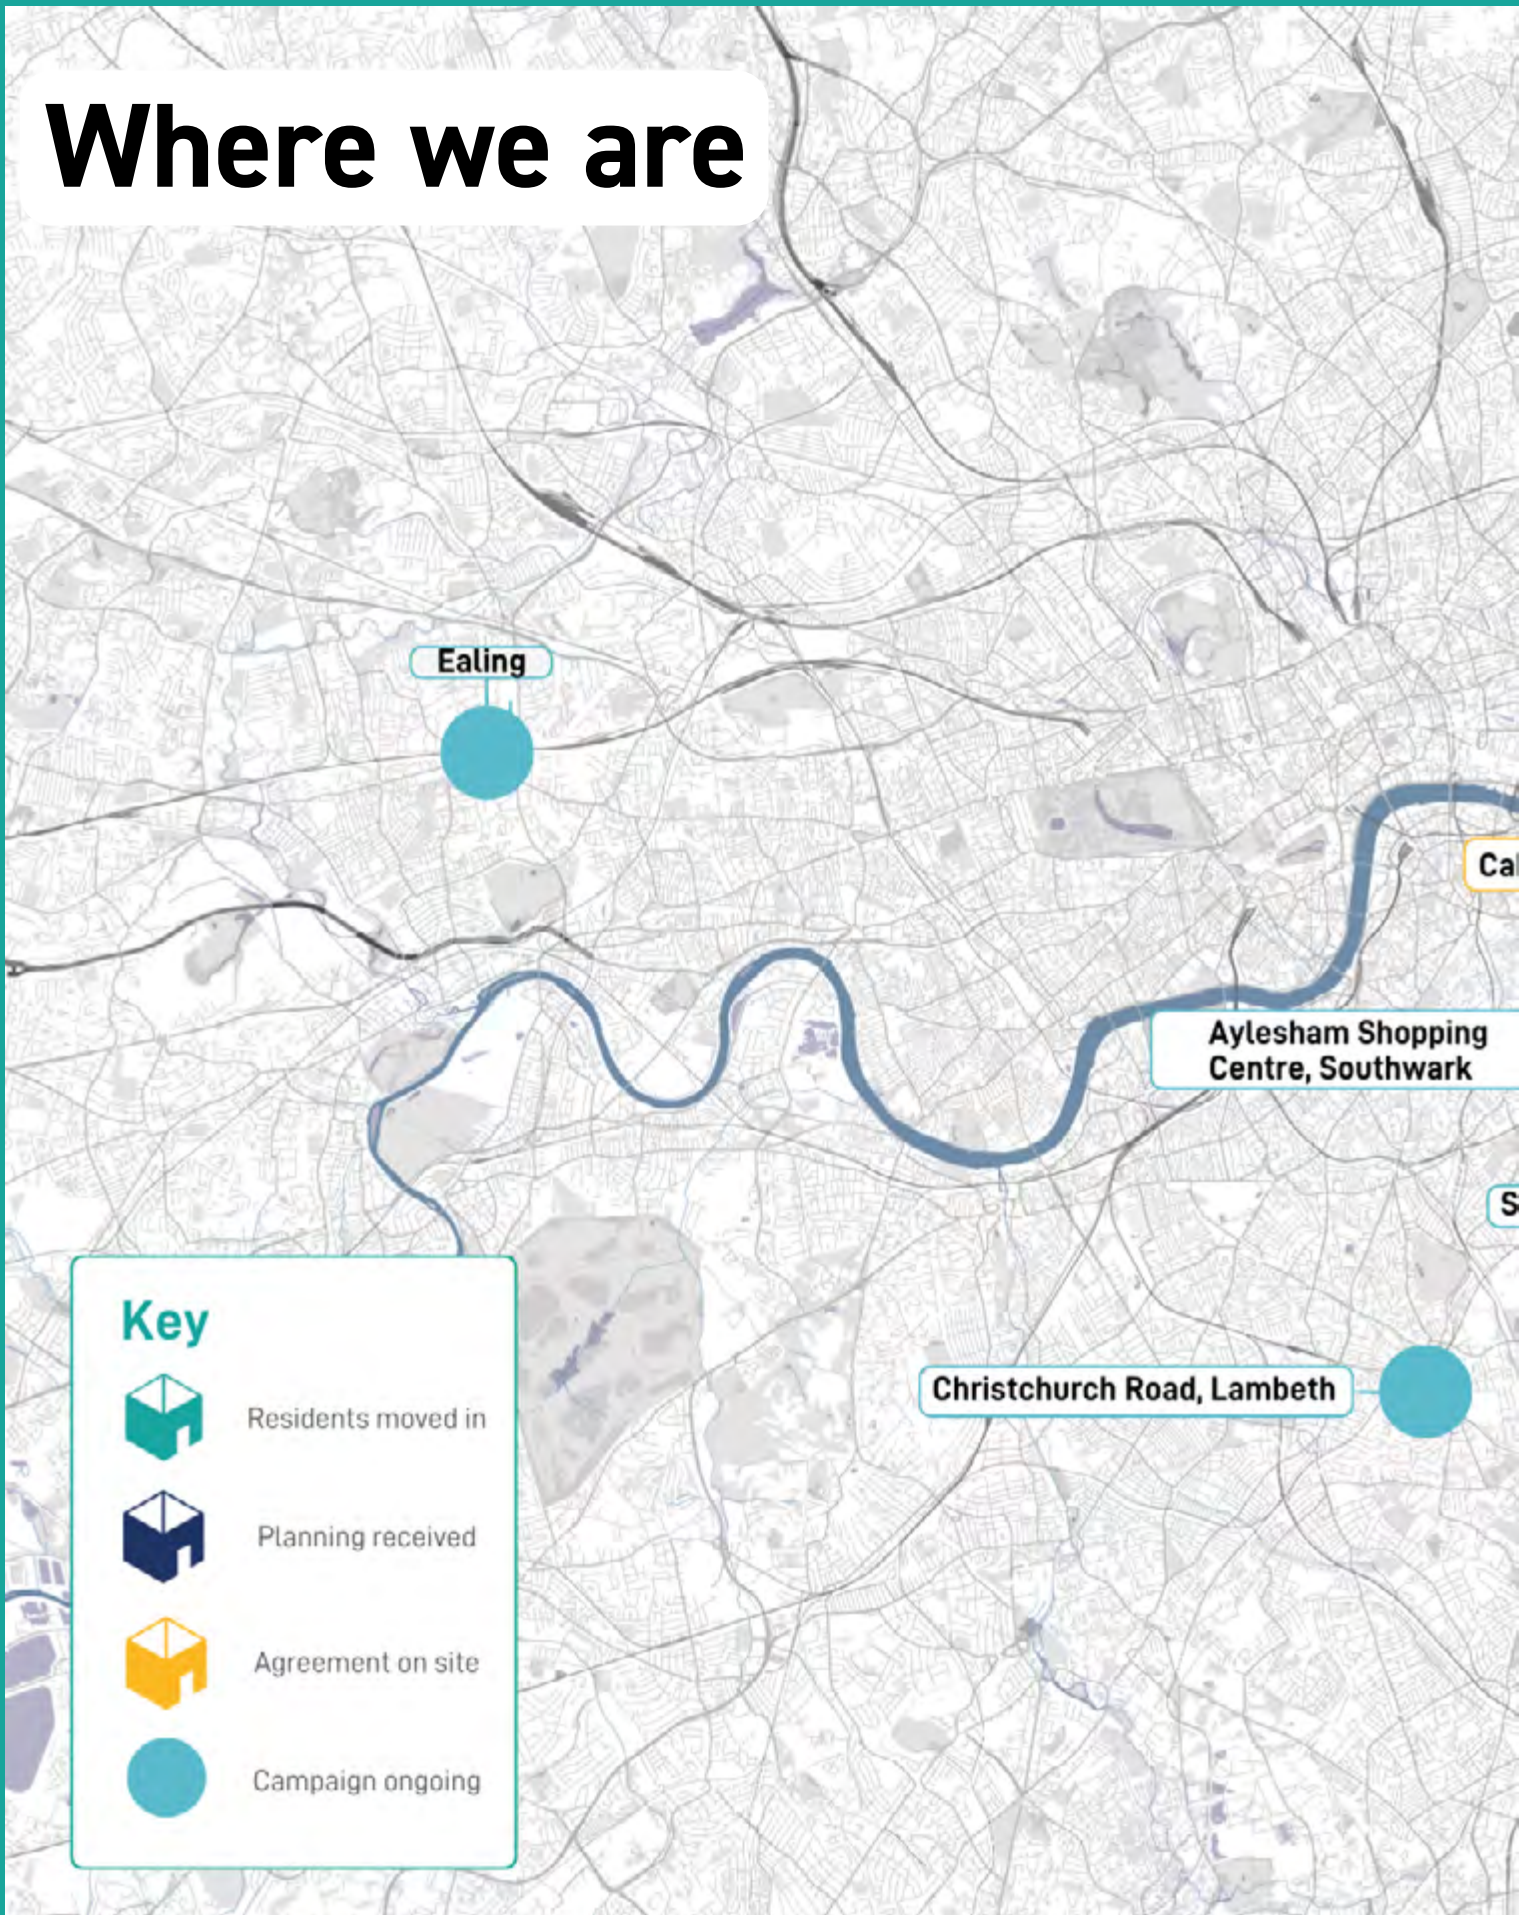 Where we are
Ealing
Cal
Aylesham Shopping
Centre, Southwark
S
Christchurch Road, Lambeth
Key
Residents moved in
Planning received
Agreement on site
Campaign ongoing